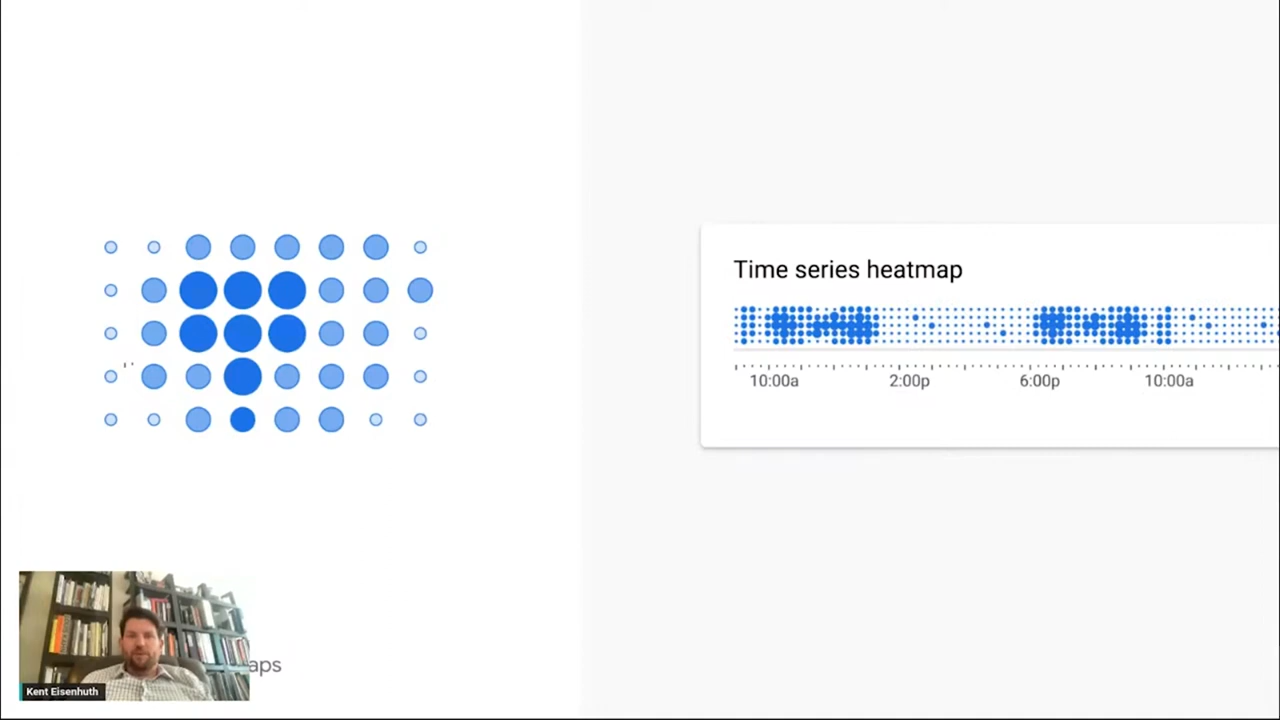 Time series heatmap
10:00a 2:00p 6:00p 10:00a
aps
Kent Eisenhuth